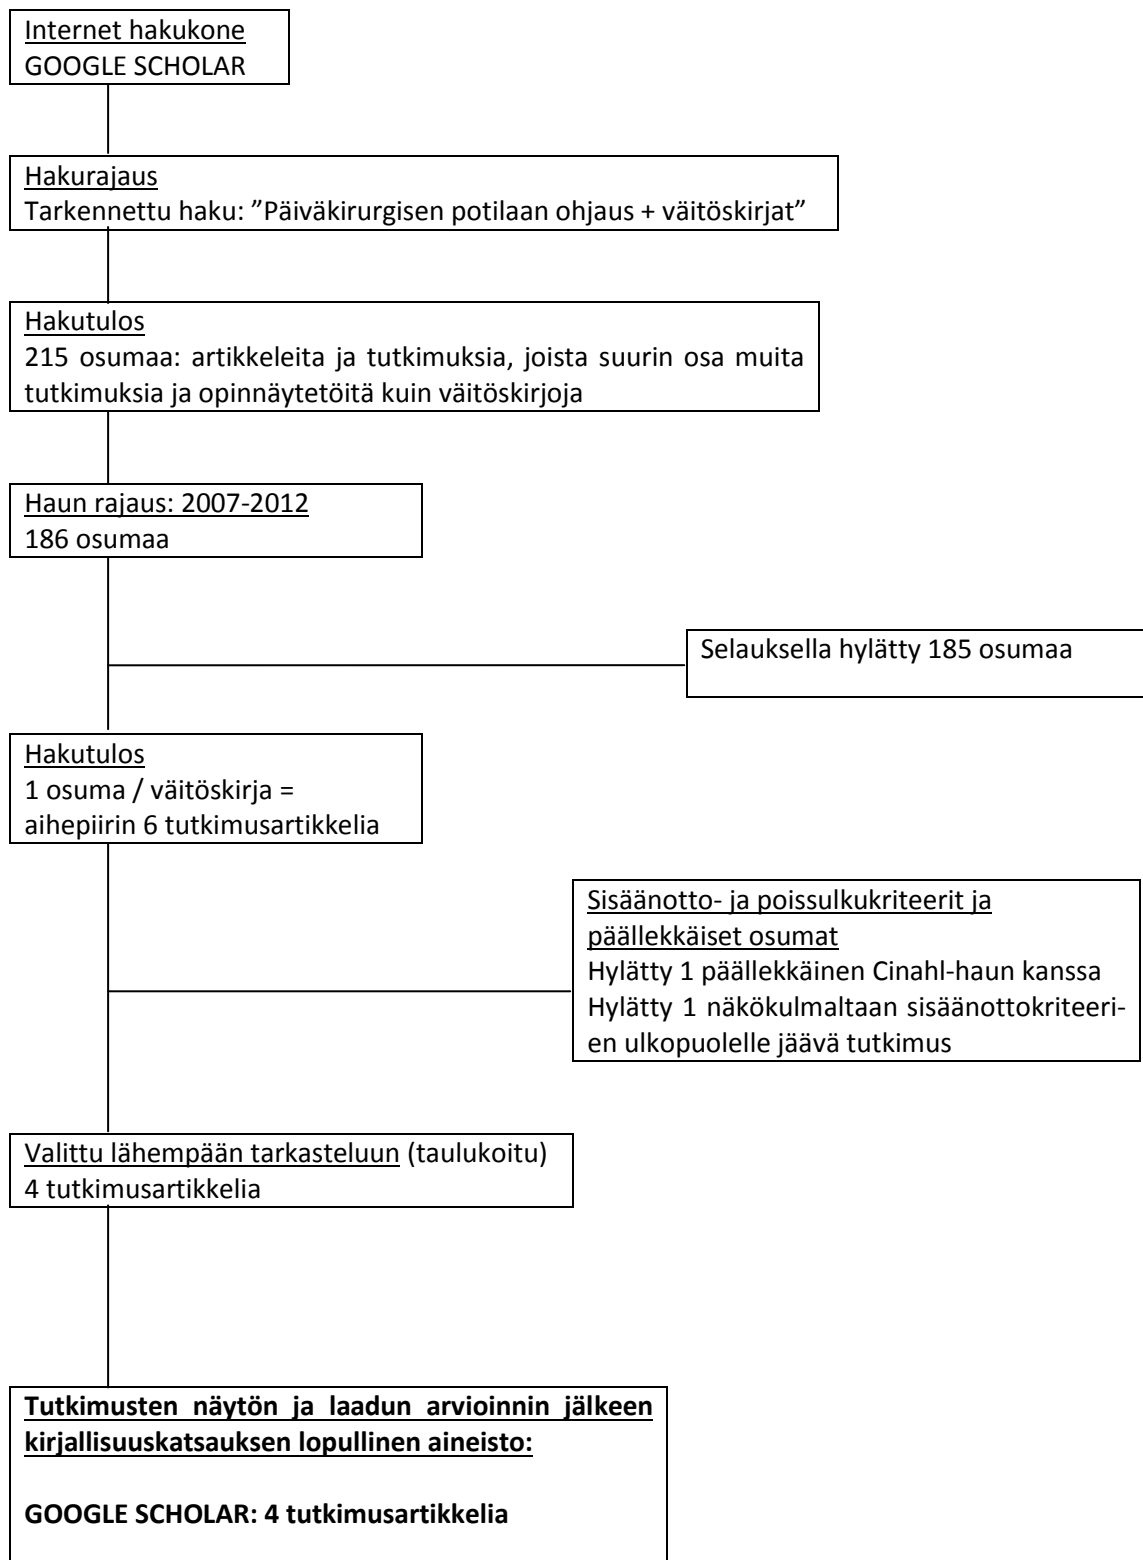 Internet hakukone
GOOGLE SCHOLAR
Hakurajaus
Tarkennettu haku: ”Päiväkirurgisen potilaan ohjaus + väitöskirjat”
Hakutulos
215 osumaa: artikkeleita ja tutkimuksia, joista suurin osa muita
tutkimuksia ja opinnäytetöitä kuin väitöskirjoja
Haun rajaus: 2007-2012
186 osumaa
Selauksella hylätty 185 osumaa
Hakutulos
1 osuma / väitöskirja =
aihepiirin 6 tutkimusartikkelia
Sisäänotto- ja poissulkukriteerit ja
päällekkäiset osumat
Hylätty 1 päällekkäinen Cinahl-haun kanssa
Hylätty 1 näkökulmaltaan sisäänottokriteeri-
en ulkopuolelle jäävä tutkimus
Valittu lähempään tarkasteluun (taulukoitu)
4 tutkimusartikkelia
Tutkimusten näytön ja laadun arvioinnin jälkeen
kirjallisuuskatsauksen lopullinen aineisto:
GOOGLE SCHOLAR: 4 tutkimusartikkelia